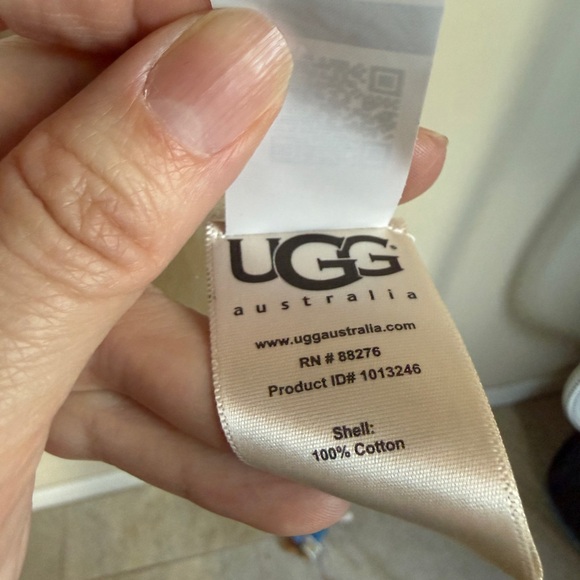 UGG
australia
www.uggaustralia.com
RN # 88276
Product ID# 1013246
Shell:
100% Cotton